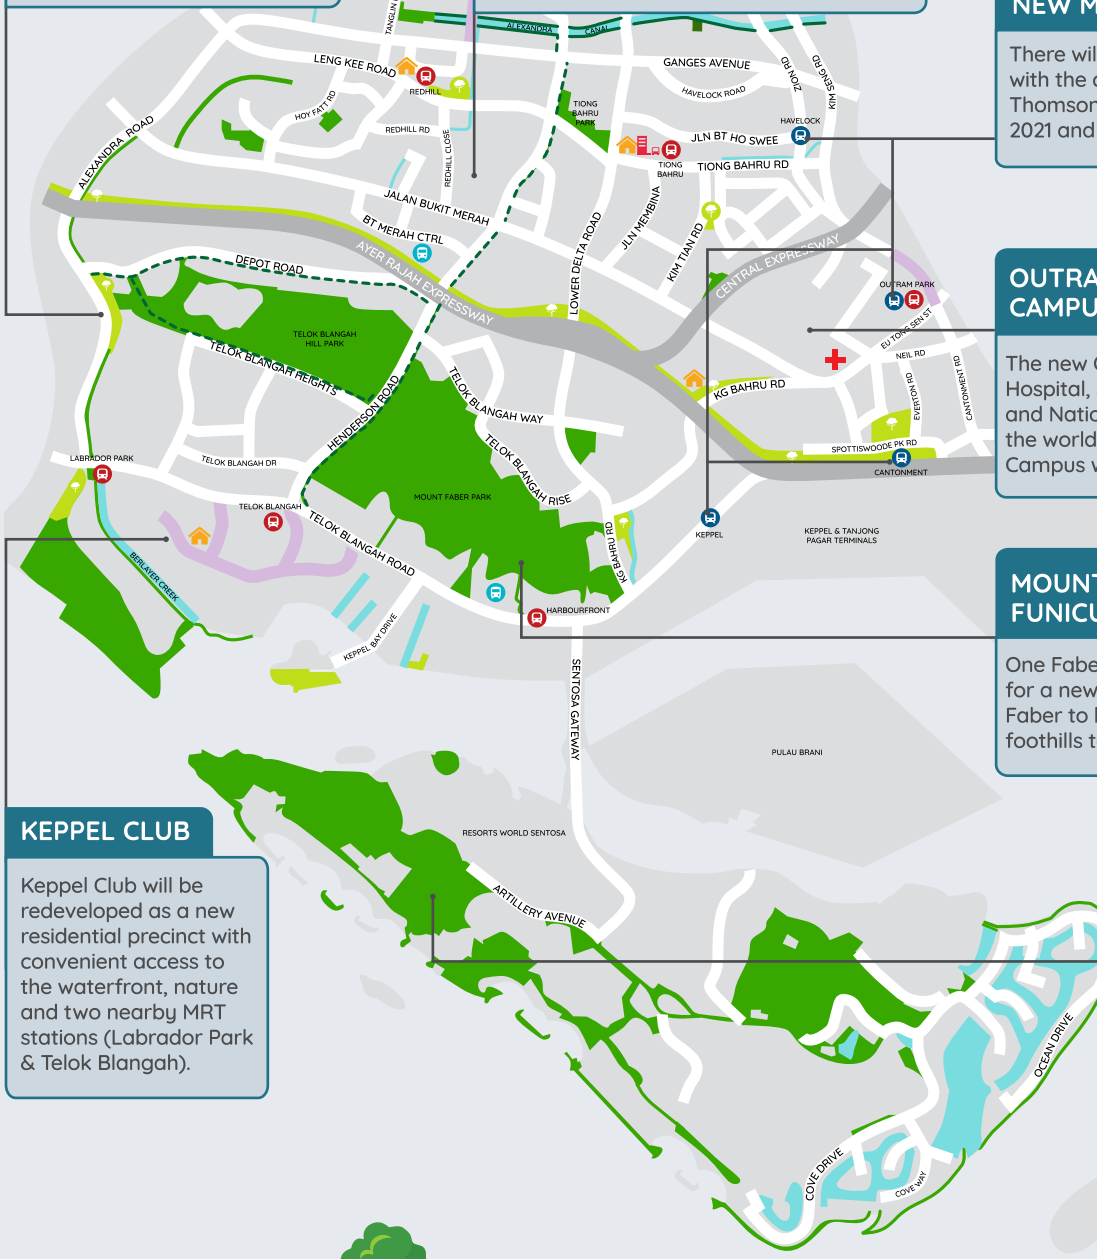 TANGLIN
ALEXANDRA
CANAL
NEW M
There wil
with the
Thomson
2021 and
LENG KEE ROAD
REDHILL
GANGES AVENUE
HAVELOCK ROAD
ZION RD
KIM SENG RD
HOY FATT RD
TIONG
BAHRU
PARK
HAVELOCK
REDHILL RD
REDHILL CLOSE
JLN BT HO SWEE
TIONG
BAHRU
TIONG BAHRU RD
ALEXANDRA ROAD
JALAN BUKIT MERAH
BT MERAH CTRL
JLN MEMBINA
KIM TIAN RD
LOWER DELTA ROAD
AYER RAJAH EXPRESSWAY
CENTRAL EXPRESSWAY
DEPOT ROAD
OUTRAM PARK
OUTRA
CAMPU
EU TONG SEN ST
NEIL RD
The new
Hospital,
and Natio
the world
Campus w
TELOK BLANGAH
HILL PARK
TELOK BLANGAH HEIGHTS
HENDERSON ROAD
TELOK BLANGAH WAY
KG BAHRU RD
EVERTON RD
CANTONMENT RD
SPOTTISWOODE PK RD
CANTONMENT
LABRADOR PARK
TELOK BLANGAH DR
TELOK BLANGAH RISE
MOUNT FABER PARK
TELOK BLANGAH
TELOK BLANGAH ROAD
KG BAHRU RD
KEPPEL
KEPPEL & TANJONG
PAGAR TERMINALS
BERLAYER CREEK
MOUNT
FUNICU
HARBOURFRONT
KEPPEL BAY DRIVE
One Fabe
for a new
Faber to
foothills t
SENTOSA GATEWAY
PULAU BRANI
RESORTS WORLD SENTOSA
KEPPEL CLUB
Keppel Club will be
redeveloped as a new
residential precinct with
convenient access to
the waterfront, nature
and two nearby MRT
stations (Labrador Park
& Telok Blangah).
ARTILLERY AVENUE
OCEAN DRIVE
COVE DRIVE
COVE WAY